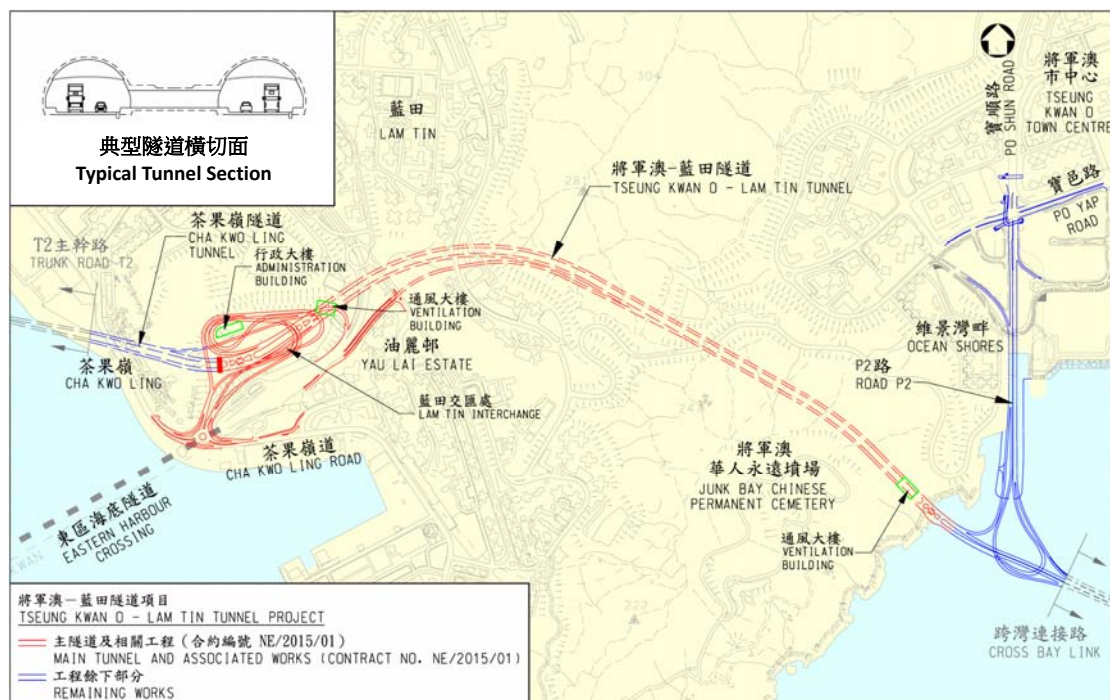 典型隧道橫切面
Typical Tunnel Section
304
藍田
LAM TIN
寶順路
PO SHUN ROAD
將軍澳
市中心
TSEUNG
KWAN O
TOWN CENTRE
281
將軍澳-藍田隧道
TSEUNG KWAN O - LAM TIN TUNNEL
寶邑路
PO YAP
ROAD
T2主幹路
TRUNK ROAD T2
茶果嶺隧道
CHA KWO LING
TUNNEL
行政大樓
ADMINISTRATION
BUILDING
通風大樓
VENTILATION
BUILDING
油麗邨
YAU LAI ESTATE
維景灣畔
OCEAN SHORES
P2路
ROAD P2
茶果嶺
CHA KWO LING
藍田交匯處
LAM TIN INTERCHANGE
茶果嶺道
CHA KWO LING ROAD
將軍澳
華人永遠墳場
JUNK BAY CHINESE
PERMANENT CEMETERY
東區海底隧道
EASTERN HARBOUR
CROSSING
通風大樓
VENTILATION
BUILDING
222
跨灣連接路
CROSS BAY LINK
將軍澳-藍田隧道項目
TSEUNG KWAN O - LAM TIN TUNNEL PROJECT
主隧道及相關工程 (合約編號 NE/2015/01)
MAIN TUNNEL AND ASSOCIATED WORKS (CONTRACT NO. NE/2015/01)
工程餘下部分
REMAINING WORKS